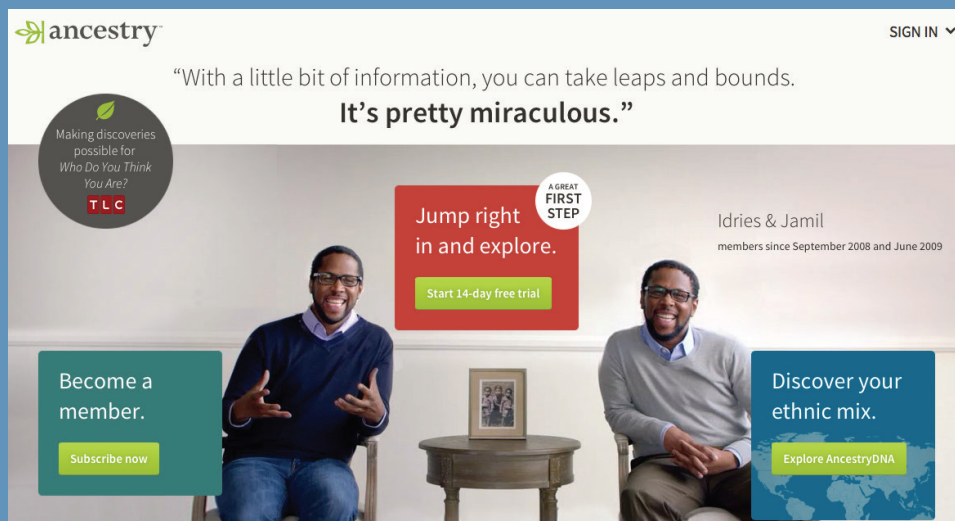 ancestry
SIGN IN
“With a little bit of information, you can take leaps and bounds.
It’s pretty miraculous.”
Making discoveries
possible for
Who Do You Think
You Are?
TLC
Jump right
in and explore.
A GREAT
FIRST
STEP
Start 14-day free trial
Idries & Jamil
members since September 2008 and June 2009
Become a
member.
Subscribe now
Discover your
ethnic mix.
Explore AncestryDNA